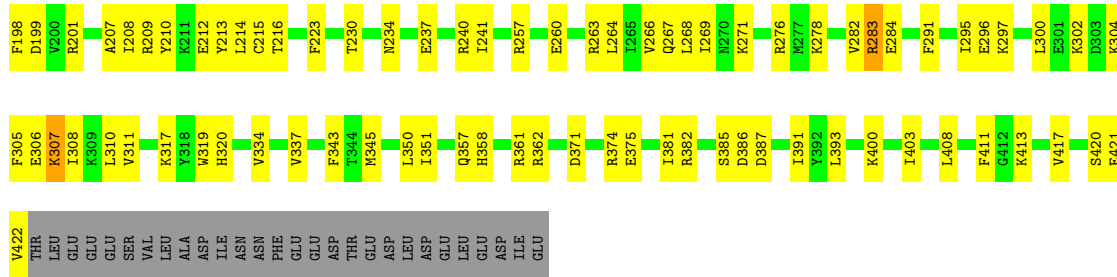 F198 D199 V200 R201 A207 I208 R209 Y210 K211 E212 Y213 L214 C215 T216 F223 T230 N234 E237 R240 I241 R257 E260 R263 L264 I265 V266 Q267 L268 I269 N270 K271 R276 M277 K278 V282 R283 E284 F291 I295 E296 K297 L300 E301 K302 D303 K304
F305 E306 K307 I308 K309 L310 V311 K317 Y318 W319 H320 V334 V337 F343 T344 M345 L350 I351 Q357 H358 R361 R362 D371 R374 E375 I381 R382 S385 D386 D387 I391 Y392 L393 K400 I403 L408 F411 G412 K413 V417 S420 E421
V422 THR LEU GLU GLU SER VAL LEU ALA ASP ILE ASN ASN PHE GLU GLU ASP THR GLU ASP LEU ASP GLU LEU GLU ASP ILE GLU